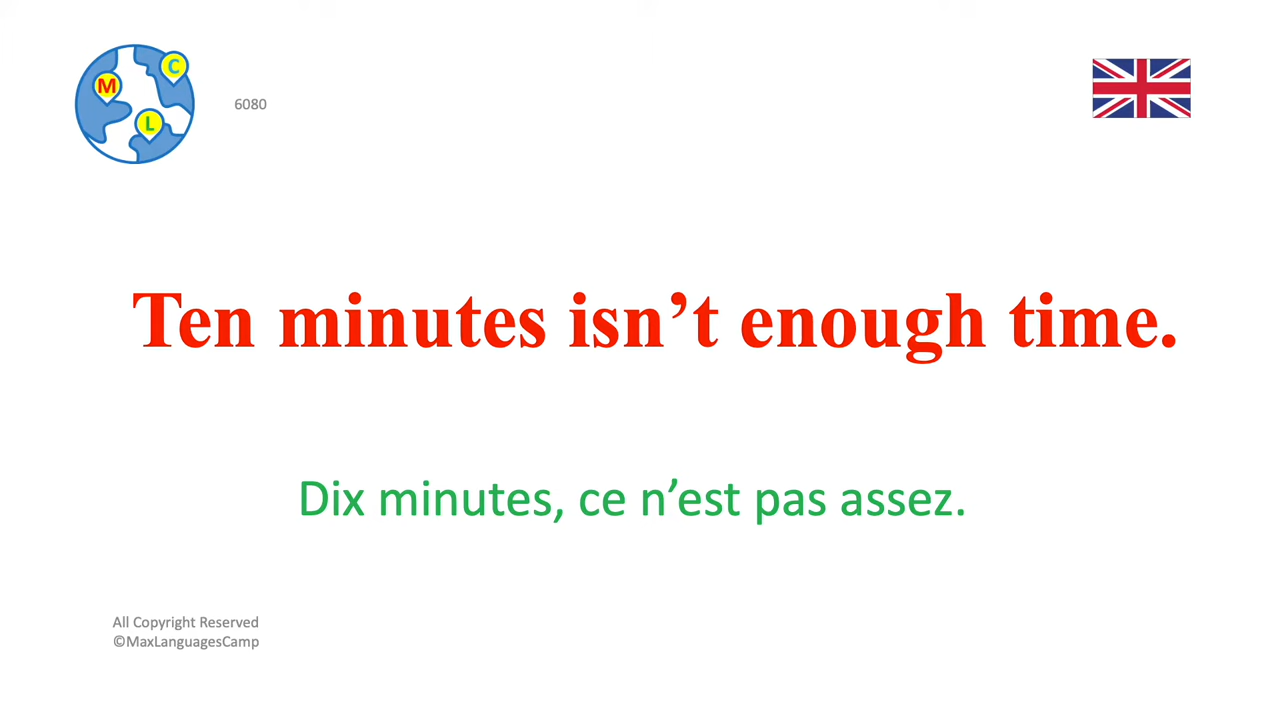 M
C
L
6080
Ten minutes isn’t enough time.
Dix minutes, ce n’est pas assez.
All Copyright Reserved
©MaxLanguagesCamp